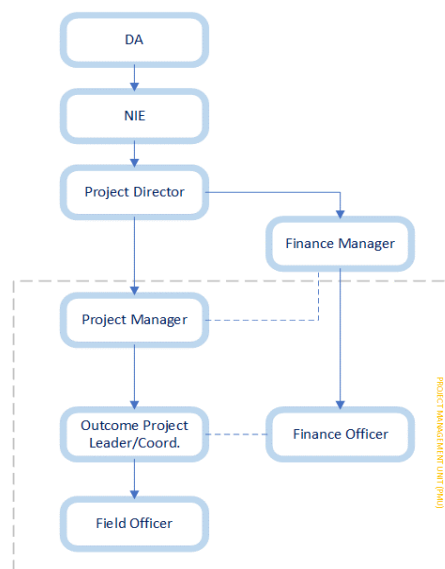 DA
NIE
Project Director
Finance Manager
Project Manager
Outcome Project
Leader/Coord.
Finance Officer
Field Officer
PROJECT MANAGEMENT UNIT (PMU)